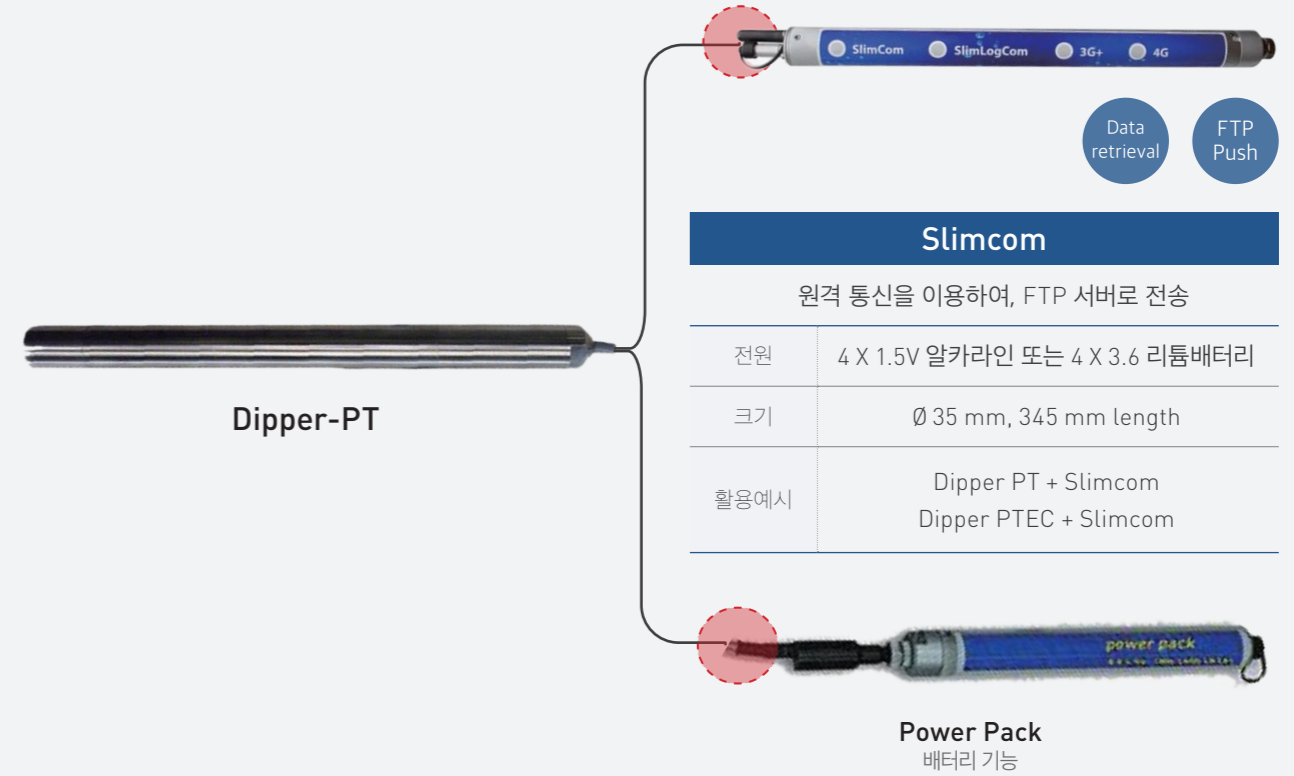 SlimCom SlimLogCom 3G+ 4G
Data
retrieval
FTP
Push
Slimcom
원격 통신을 이용하여, FTP 서버로 전송
전원 4 X 1.5V 알카라인 또는 4 X 3.6 리튬배터리
크기 Ø 35 mm, 345 mm length
활용예시 Dipper PT + Slimcom
Dipper PTEC + Slimcom
Dipper-PT
power pack
Power Pack
배터리 기능